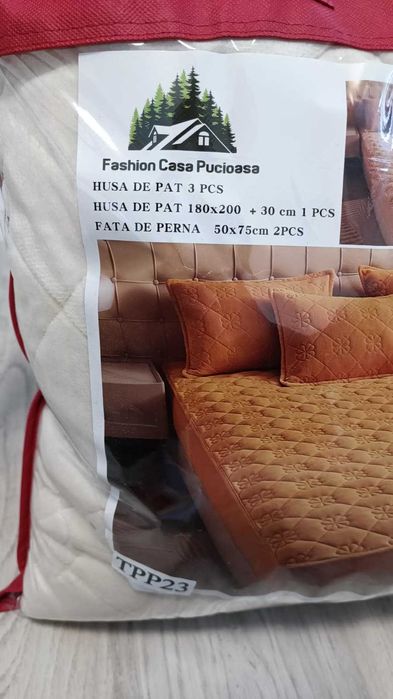 Fashion Casa Pucioasa
HUSA DE PAT 3 PCS
HUSA DE PAT 180x200 + 30 cm 1 PCS
FATA DE PERNA 50x75cm 2PCS
TPP23